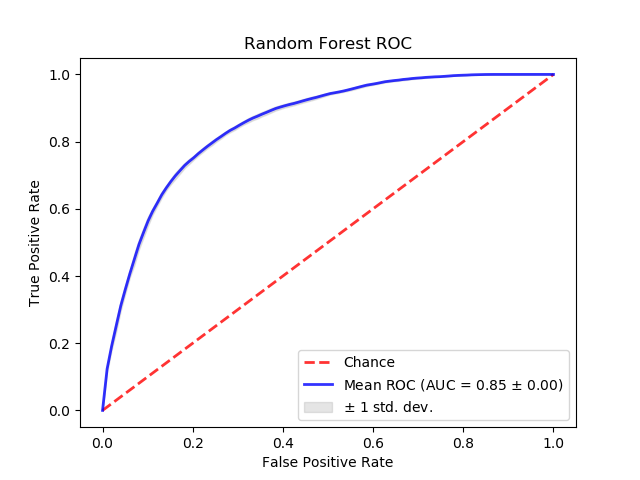 Random Forest ROC
True Positive Rate
1.0
0.8
0.6
0.4
0.2
0.0
Chance
Mean ROC (AUC = 0.85 ± 0.00)
± 1 std. dev.
0.0 0.2 0.4 0.6 0.8 1.0
False Positive Rate